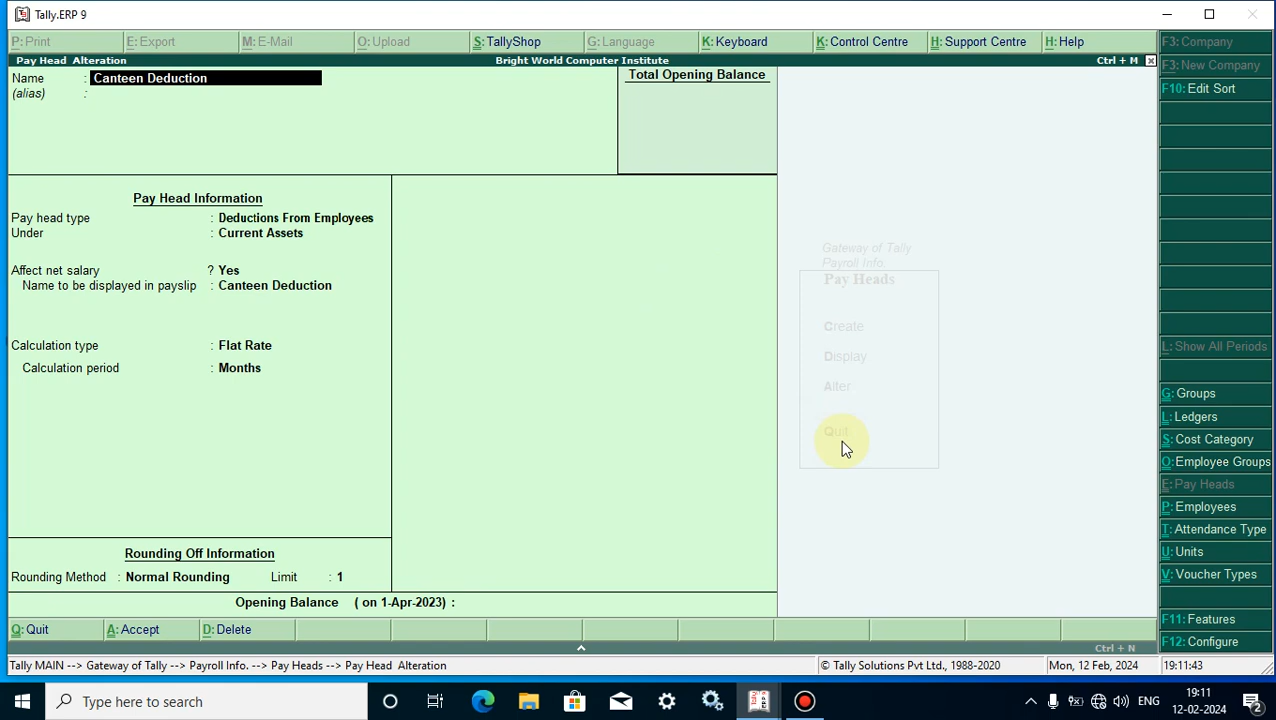 Tally.ERP 9
P: Print
E: Export
M: E-Mail
O: Upload
S: TallyShop
G: Language
K: Keyboard
K: Control Centre
H: Support Centre
H: Help
F3: Company
F3: New Company
F10: Edit Sort
Pay Head Alteration
Bright World Computer Institute
Ctrl + M
Name : Canteen Deduction
(alias) :
Total Opening Balance
Pay Head Information
Pay head type : Deductions From Employees
Under : Current Assets
Affect net salary ? Yes
Name to be displayed in payslip : Canteen Deduction
Calculation type : Flat Rate
Calculation period : Months
Gateway of Tally
Payroll Info.
Pay Heads
Create
Display
Alter
Quit
L: Show All Periods
G: Groups
L: Ledgers
S: Cost Category
O: Employee Groups
E: Pay Heads
P: Employees
T: Attendance Type
U: Units
V: Voucher Types
F11: Features
F12: Configure
Rounding Off Information
Rounding Method : Normal Rounding Limit : 1
Opening Balance ( on 1-Apr-2023) :
Q: Quit
A: Accept
D: Delete
Ctrl + N
Tally MAIN --> Gateway of Tally --> Payroll Info. --> Pay Heads --> Pay Head Alteration
© Tally Solutions Pvt Ltd., 1988-2020
Mon, 12 Feb, 2024
19:11:43
Type here to search
ENG
19:11
12-02-2024
2